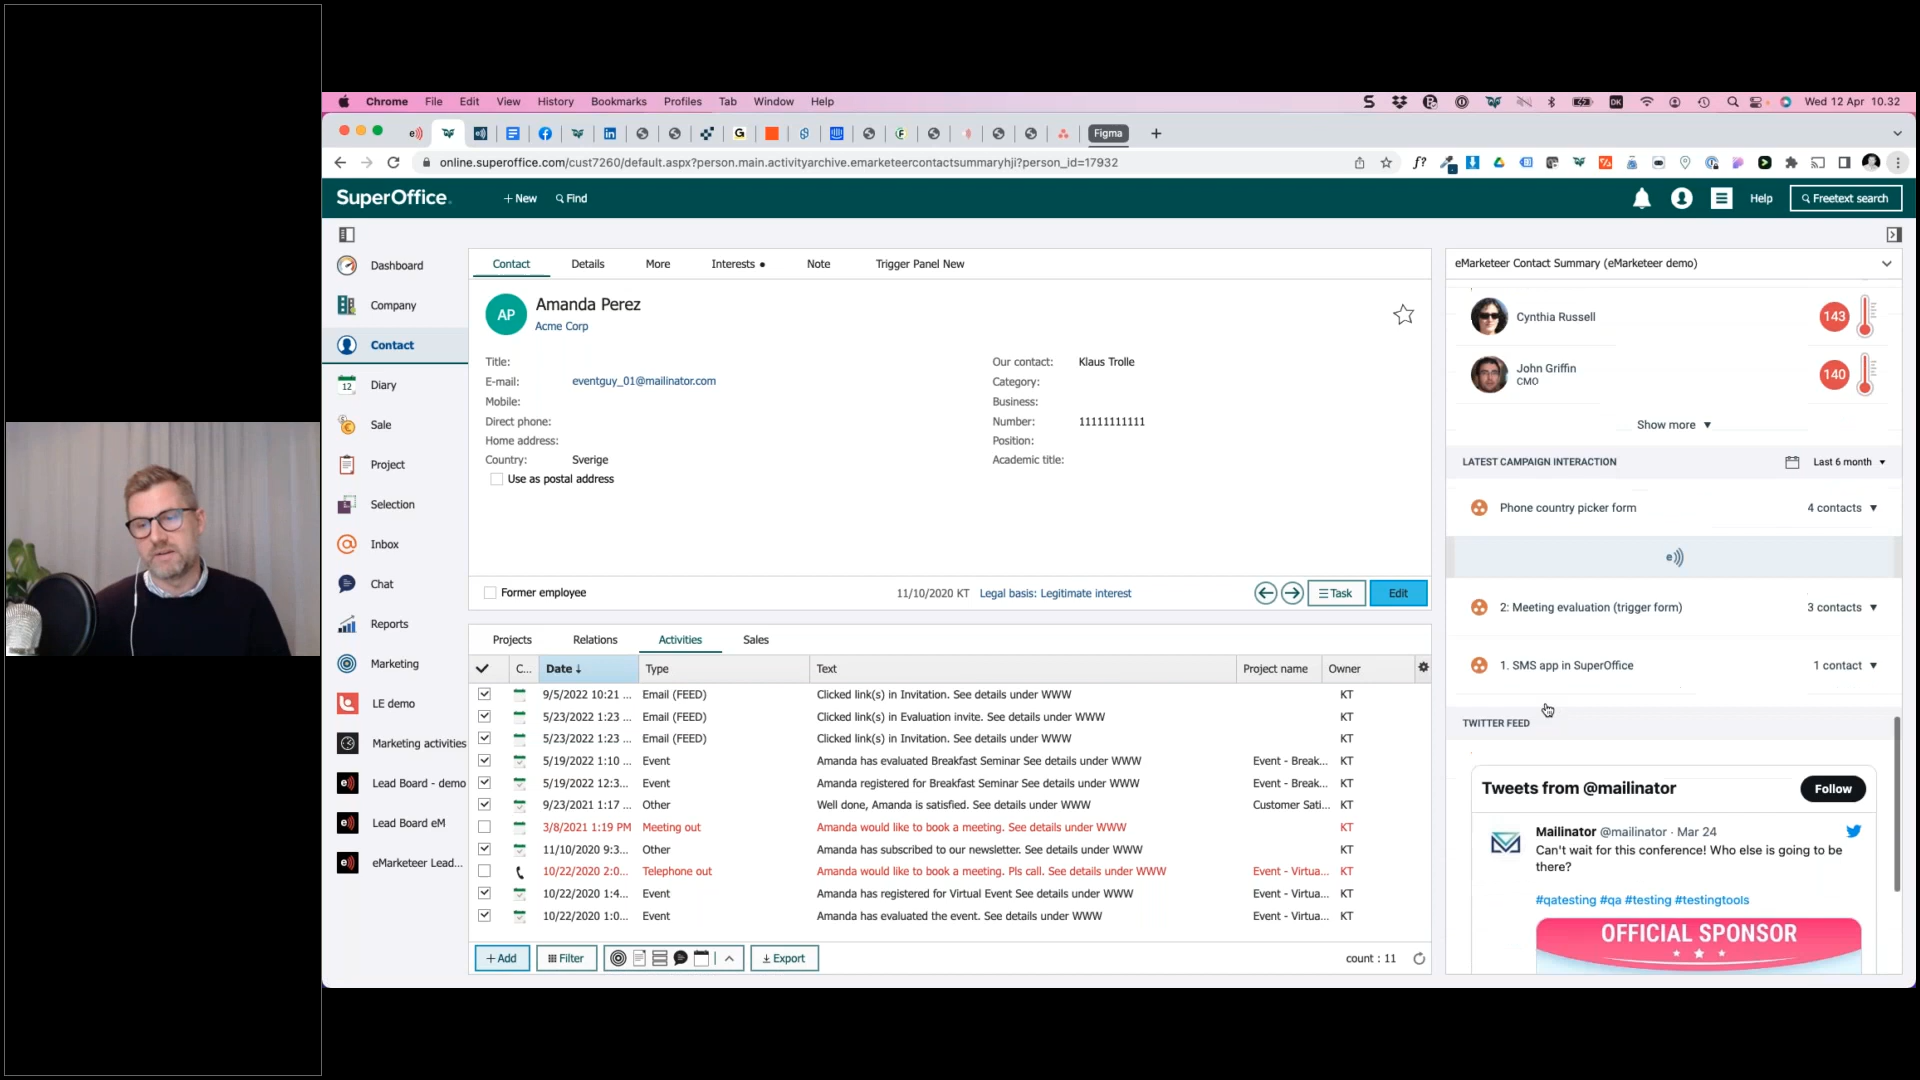 Chrome File Edit View History Bookmarks Profiles Tab Window Help DK Wed 12 Apr 10.32
Figma
online.superoffice.com/cust7260/default.aspx?person.main.activityarchive.emarketeercontactsummaryhji?person_id=17932
SuperOffice. + New Find Help Freetext search
Dashboard
Company
Contact
12 Diary
Sale
Project
Selection
Inbox
Chat
Reports
Marketing
LE demo
Marketing activities
Lead Board - demo
Lead Board eM
eMarketeer Lead...
Contact Details More Interests • Note Trigger Panel New
AP Amanda Perez
Acme Corp
Title: Our contact: Klaus Trolle
E-mail: eventguy_01@mailinator.com Category:
Mobile: Business:
Direct phone: Number: 11111111111
Home address: Position:
Country: Sverige Academic title:
Use as postal address
Former employee 11/10/2020 KT Legal basis: Legitimate interest Task Edit
Projects Relations Activities Sales
C... Date ↓ Type Text Project name Owner
9/5/2022 10:21 ... Email (FEED) Clicked link(s) in Invitation. See details under WWW KT
5/23/2022 1:23 ... Email (FEED) Clicked link(s) in Evaluation invite. See details under WWW KT
5/23/2022 1:23 ... Email (FEED) Clicked link(s) in Invitation. See details under WWW KT
5/19/2022 1:10 ... Event Amanda has evaluated Breakfast Seminar See details under WWW Event - Break... KT
5/19/2022 12:3... Event Amanda registered for Breakfast Seminar See details under WWW Event - Break... KT
9/23/2021 1:17 ... Other Well done, Amanda is satisfied. See details under WWW Customer Sati... KT
3/8/2021 1:19 PM Meeting out Amanda would like to book a meeting. See details under WWW KT
11/10/2020 9:3... Other Amanda has subscribed to our newsletter. See details under WWW KT
10/22/2020 2:0... Telephone out Amanda would like to book a meeting. Pls call. See details under WWW Event - Virtua... KT
10/22/2020 1:4... Event Amanda has registered for Virtual Event See details under WWW Event - Virtua... KT
10/22/2020 1:0... Event Amanda has evaluated the event. See details under WWW Event - Virtua... KT
+ Add Filter Export count : 11
eMarketeer Contact Summary (eMarketeer demo)
Cynthia Russell 143
John Griffin 140
CMO
Show more
LATEST CAMPAIGN INTERACTION Last 6 month
Phone country picker form 4 contacts
e))
2: Meeting evaluation (trigger form) 3 contacts
1. SMS app in SuperOffice 1 contact
TWITTER FEED
Tweets from @mailinator Follow
Mailinator @mailinator · Mar 24
Can't wait for this conference! Who else is going to be
there?
#qatesting #qa #testing #testingtools
OFFICIAL SPONSOR